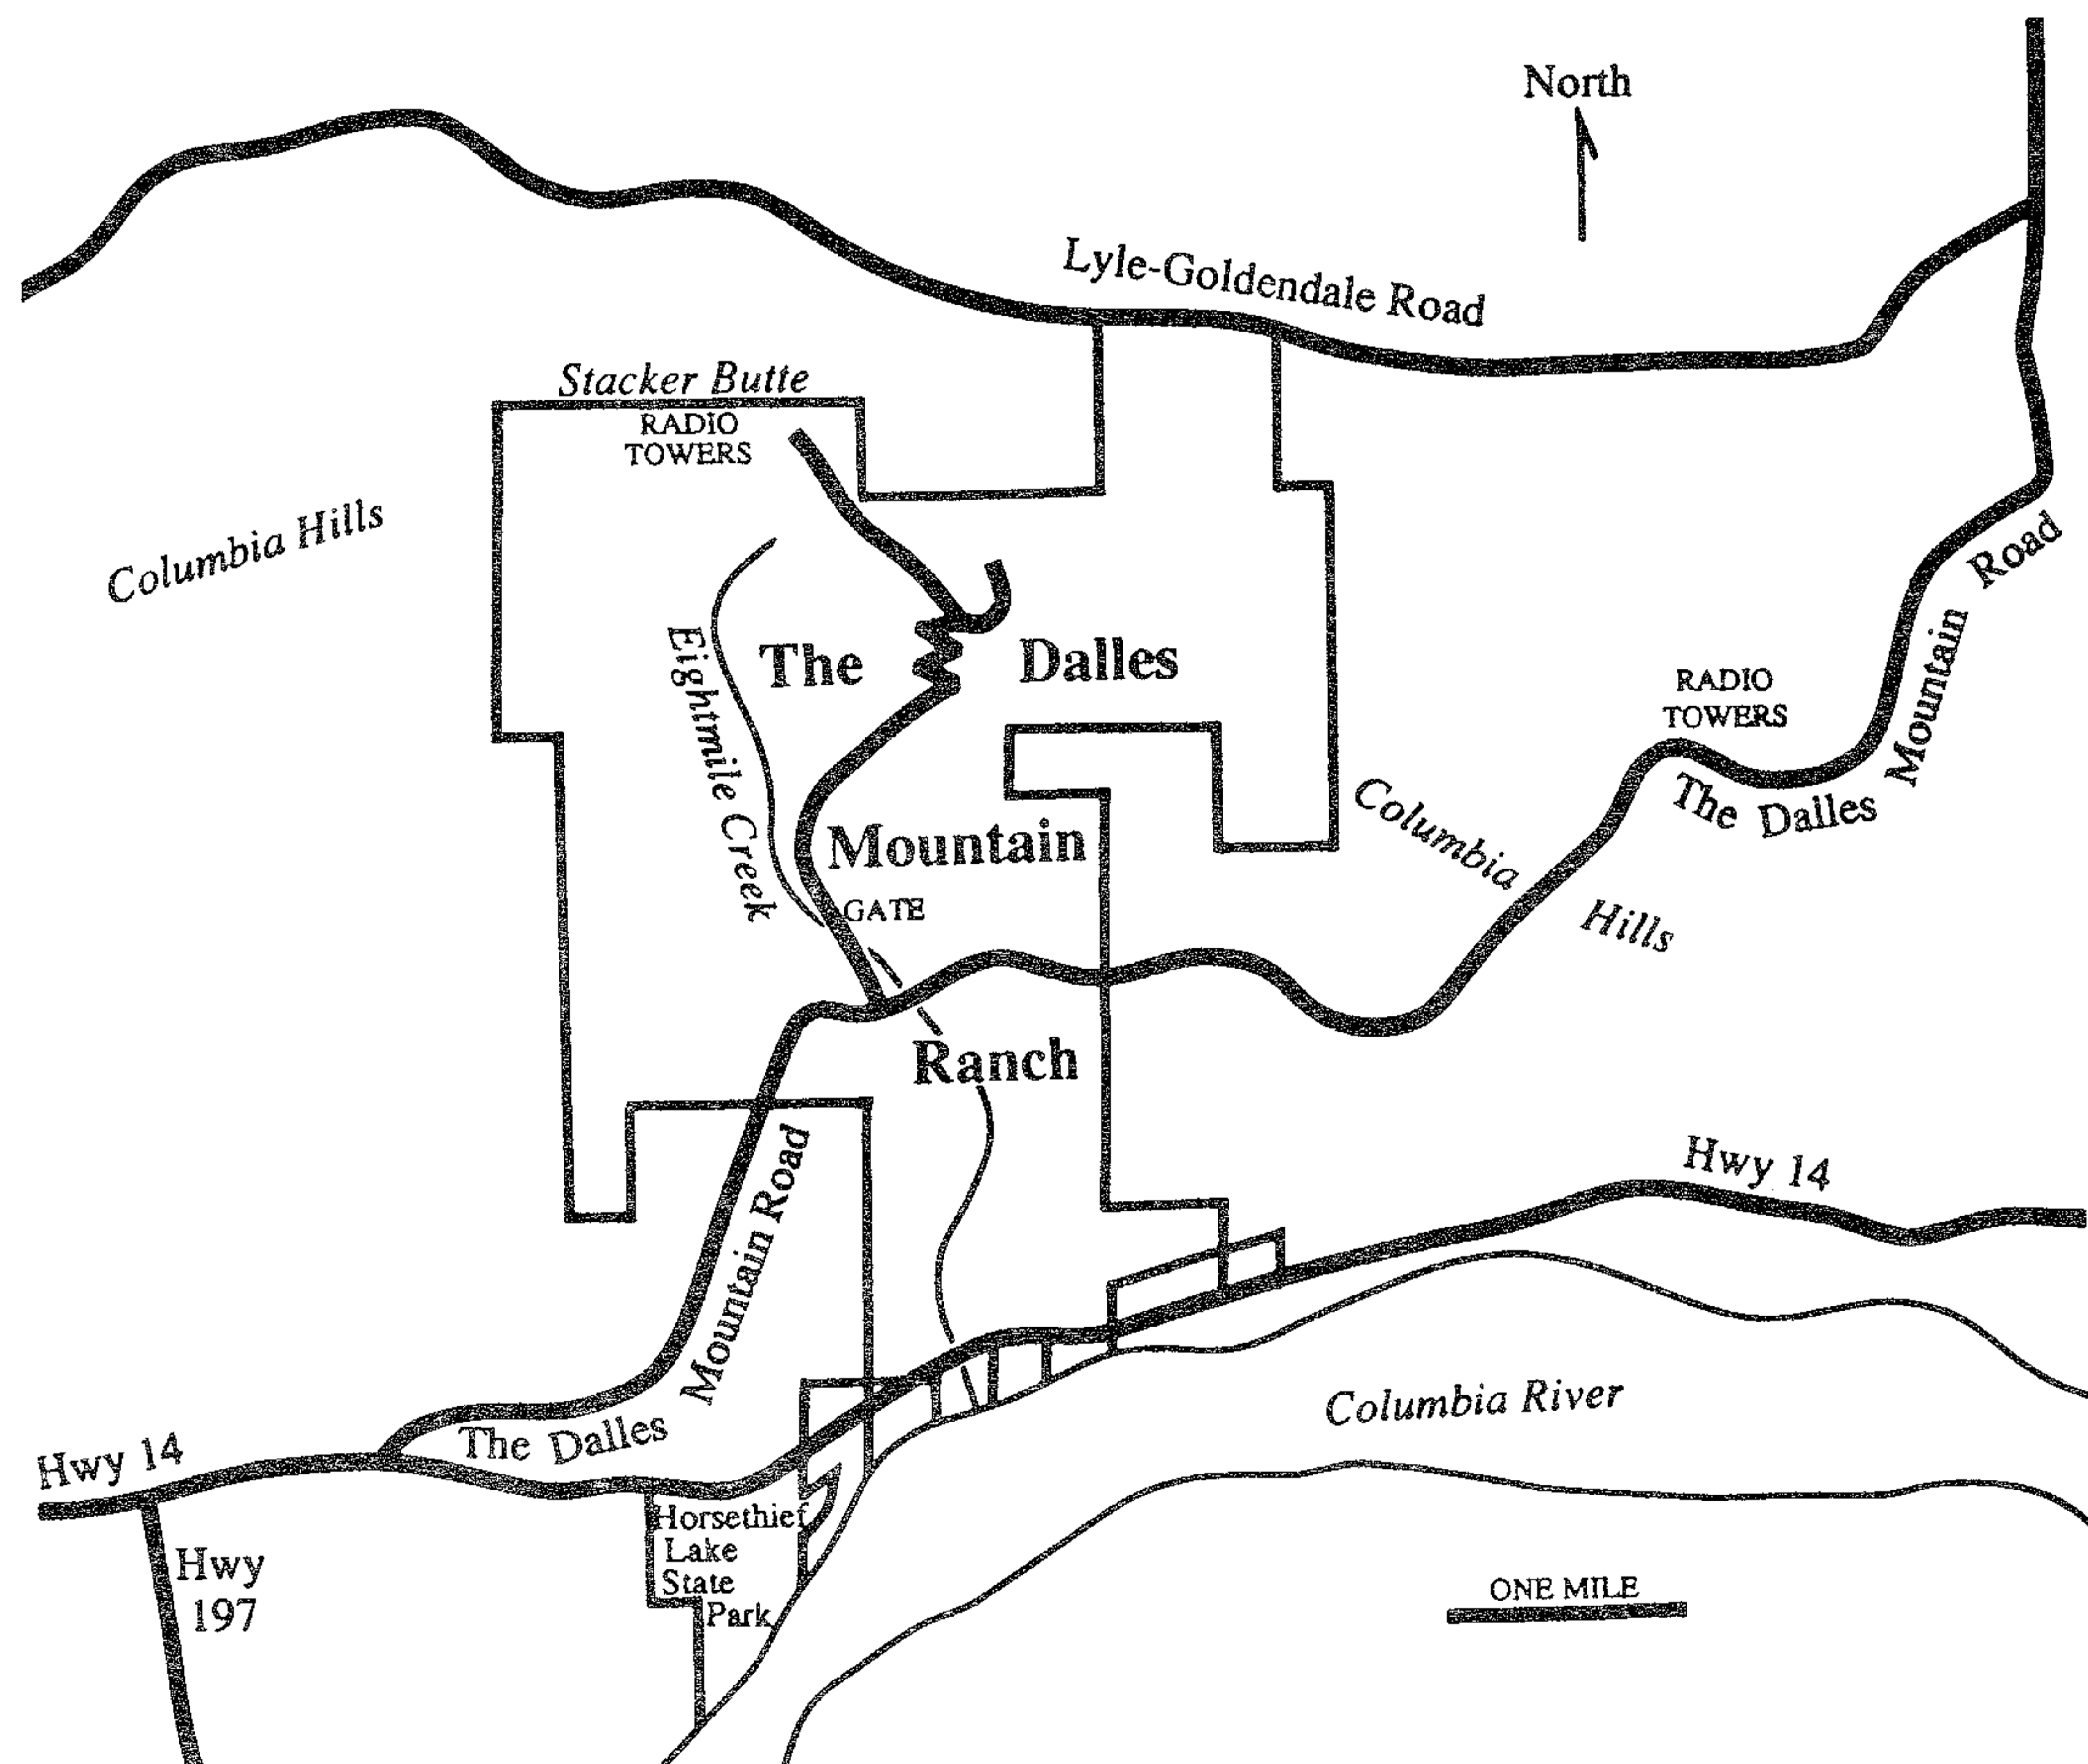 North
Lyle-Goldendale Road
Stacker Butte
RADIO
TOWERS
Columbia Hills
Eightmile Creek
The Dalles
Mountain
Ranch
GATE
RADIO
TOWERS
The Dalles Mountain Road
Columbia
Hills
Hwy 14
The Dalles Mountain Road
Hwy 14
Hwy
197
Horsethief
Lake
State
Park
Columbia River
ONE MILE